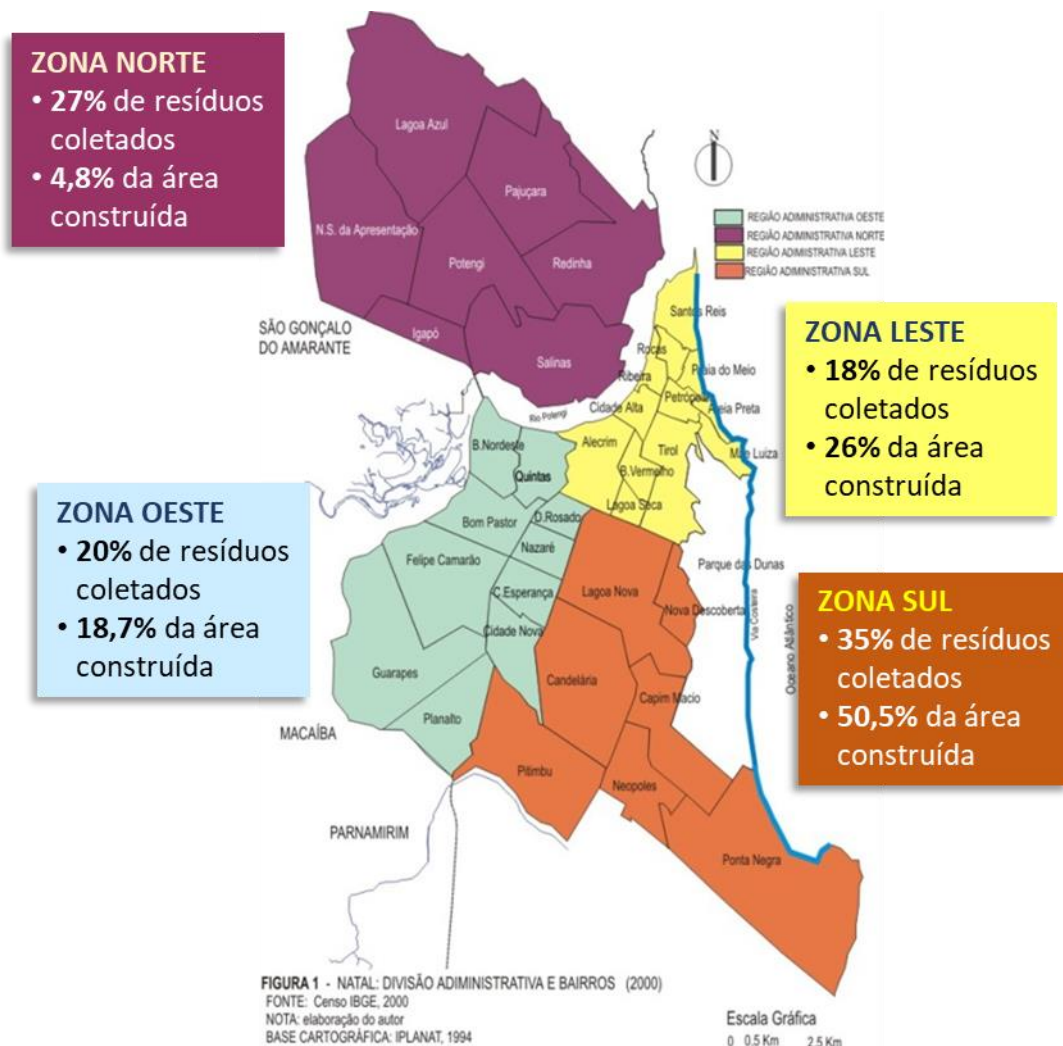 ZONA NORTE
• 27% de resíduos
coletados
• 4,8% da área
construída
Lagoa Azul
Pajuçara
N.S. da Apresentação
Potengi
Redinha
Igapó
Salinas
N
REGIÃO ADIMINISTRATIVA OESTE
REGIÃO ADMINISTRATIVA NORTE
REGIÃO ADIMIISTRATIVA LESTE
REGIÃO ADIMINISTRATIVA SUL
SÃO GONÇALO
DO AMARANTE
Santos Reis
Rocas
Ribeira
Praia do Meio
Petrópolis
Cidade Alta
Areia Preta
Rio Potengi
Alecrim
Tirol
Mãe Luiza
B.Vermelho
Lagoa Seca
ZONA LESTE
• 18% de resíduos
coletados
• 26% da área
construída
B.Nordeste
Quintas
Bom Pastor
D.Rosado
Nazaré
Felipe Camarão
C.Esperança
Cidade Nova
Guarapes
Planalto
ZONA OESTE
• 20% de resíduos
coletados
• 18,7% da área
construída
Lagoa Nova
Parque das Dunas
Nova Descoberta
Via Costeira
Oceano Atlântico
Candelária
Capim Macio
Pitimbu
Neopoles
Ponta Negra
ZONA SUL
• 35% de resíduos
coletados
• 50,5% da área
construída
MACAÍBA
PARNAMIRIM
FIGURA 1 - NATAL: DIVISÃO ADIMINISTRATIVA E BAIRROS (2000)
FONTE: Censo IBGE, 2000
NOTA: elaboração do autor
BASE CARTOGRÁFICA: IPLANAT, 1994
Escala Gráfica
0 0,5 Km 2,5 Km